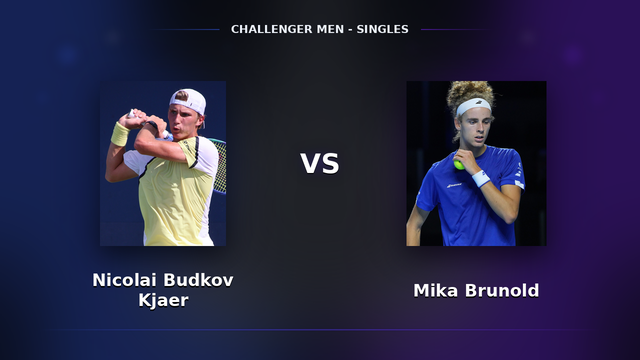 CHALLENGER MEN - SINGLES
VS
Nicolai Budkov
Kjaer
Mika Brunold